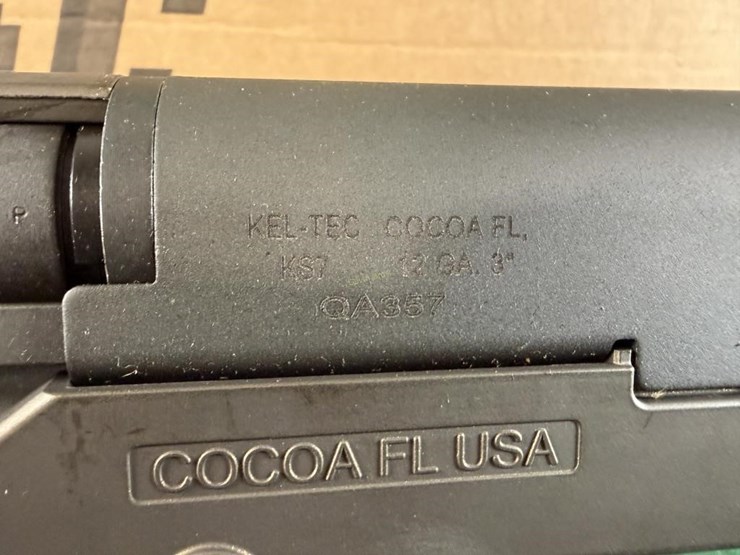 P
KEL-TEC COCOA FL,
KS7 12 GA. 3"
QA357
COCOA FL USA